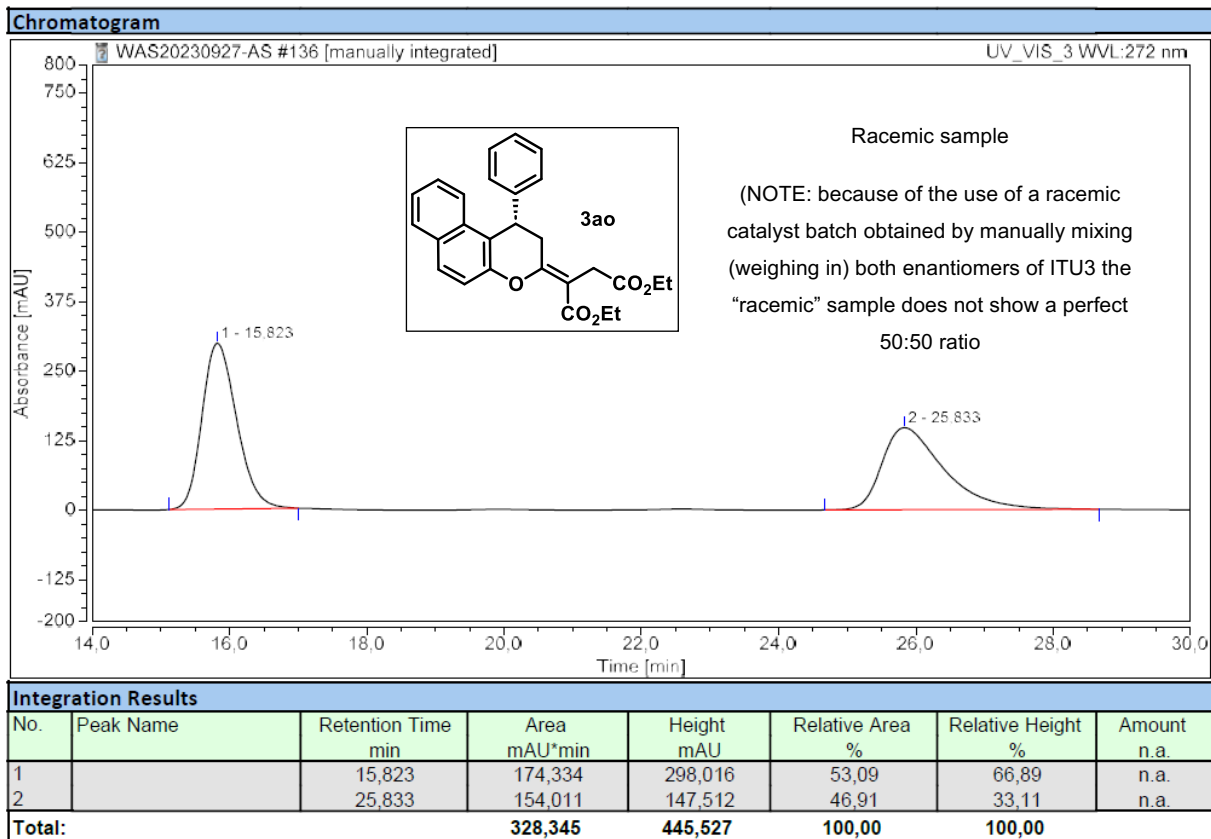 Chromatogram
WAS20230927-AS #136 [manually integrated]
UV_VIS_3 WVL:272 nm
800
750
625
500
375
250
125
0
-125
-200
Absorbance [mAU]
Racemic sample
(NOTE: because of the use of a racemic
catalyst batch obtained by manually mixing
(weighing in) both enantiomers of ITU3 the
“racemic” sample does not show a perfect
50:50 ratio
3ao
O
CO2Et
CO2Et
1 - 15,823
2 - 25,833
14,0 16,0 18,0 20,0 22,0 24,0 26,0 28,0 30,0
Time [min]
Integration Results
No. Peak Name Retention Time Area Height Relative Area Relative Height Amount
min mAU*min mAU % % n.a.
1 15,823 174,334 298,016 53,09 66,89 n.a.
2 25,833 154,011 147,512 46,91 33,11 n.a.
Total: 328,345 445,527 100,00 100,00